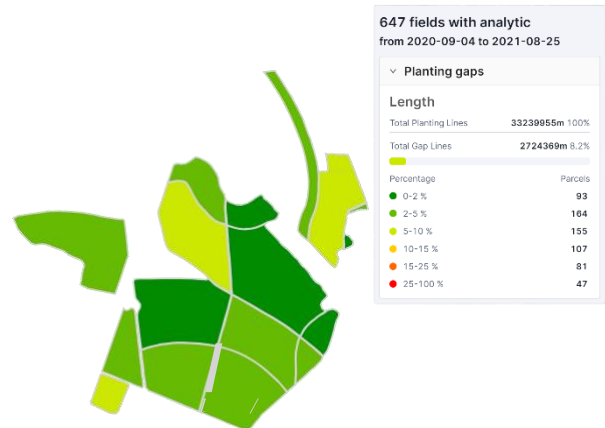 647 fields with analytic
from 2020-09-04 to 2021-08-25
Planting gaps
Length
Total Planting Lines 33239955m 100%
Total Gap Lines 2724369m 8.2%
Percentage Parcels
0-2 % 93
2-5 % 164
5-10 % 155
10-15 % 107
15-25 % 81
25-100 % 47